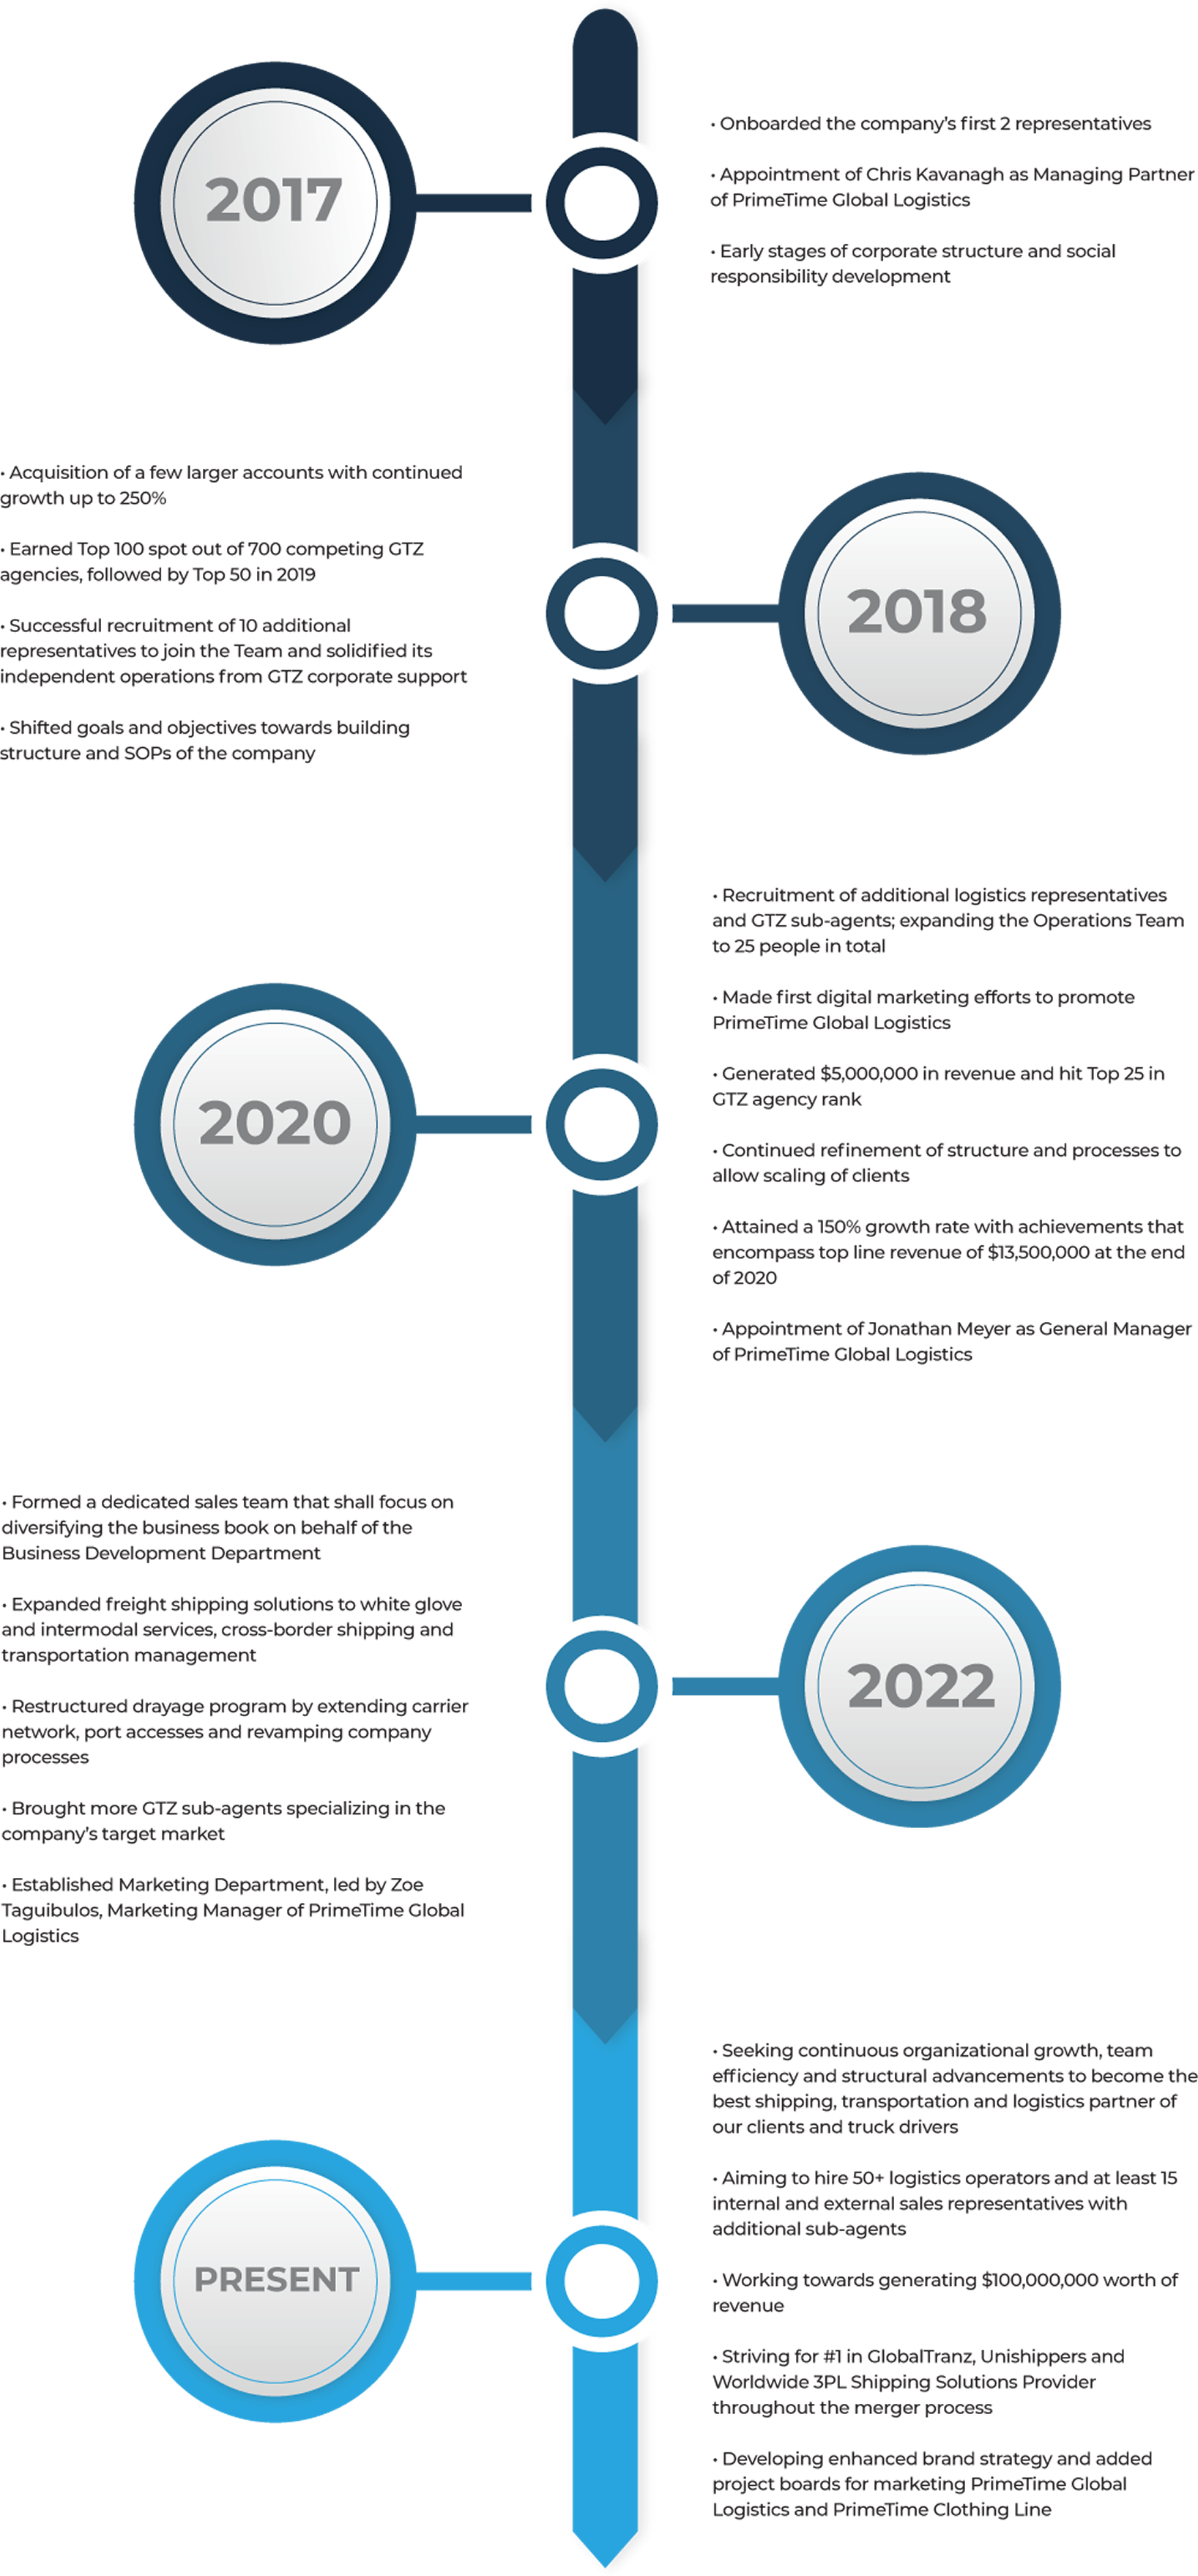 2017
• Onboarded the company's first 2 representatives
• Appointment of Chris Kavanagh as Managing Partner
of PrimeTime Global Logistics
• Early stages of corporate structure and social
responsibility development
2018
• Acquisition of a few larger accounts with continued
growth up to 250%
• Earned Top 100 spot out of 700 competing GTZ
agencies, followed by Top 50 in 2019
• Successful recruitment of 10 additional
representatives to join the Team and solidified its
independent operations from GTZ corporate support
• Shifted goals and objectives towards building
structure and SOPs of the company
2020
• Recruitment of additional logistics representatives
and GTZ sub-agents; expanding the Operations Team
to 25 people in total
• Made first digital marketing efforts to promote
PrimeTime Global Logistics
• Generated $5,000,000 in revenue and hit Top 25 in
GTZ agency rank
• Continued refinement of structure and processes to
allow scaling of clients
• Attained a 150% growth rate with achievements that
encompass top line revenue of $13,500,000 at the end
of 2020
• Appointment of Jonathan Meyer as General Manager
of PrimeTime Global Logistics
2022
• Formed a dedicated sales team that shall focus on
diversifying the business book on behalf of the
Business Development Department
• Expanded freight shipping solutions to white glove
and intermodal services, cross-border shipping and
transportation management
• Restructured drayage program by extending carrier
network, port accesses and revamping company
processes
• Brought more GTZ sub-agents specializing in the
company's target market
• Established Marketing Department, led by Zoe
Taguibulos, Marketing Manager of PrimeTime Global
Logistics
PRESENT
• Seeking continuous organizational growth, team
efficiency and structural advancements to become the
best shipping, transportation and logistics partner of
our clients and truck drivers
• Aiming to hire 50+ logistics operators and at least 15
internal and external sales representatives with
additional sub-agents
• Working towards generating $100,000,000 worth of
revenue
• Striving for #1 in GlobalTranz, Unishippers and
Worldwide 3PL Shipping Solutions Provider
throughout the merger process
• Developing enhanced brand strategy and added
project boards for marketing PrimeTime Global
Logistics and PrimeTime Clothing Line